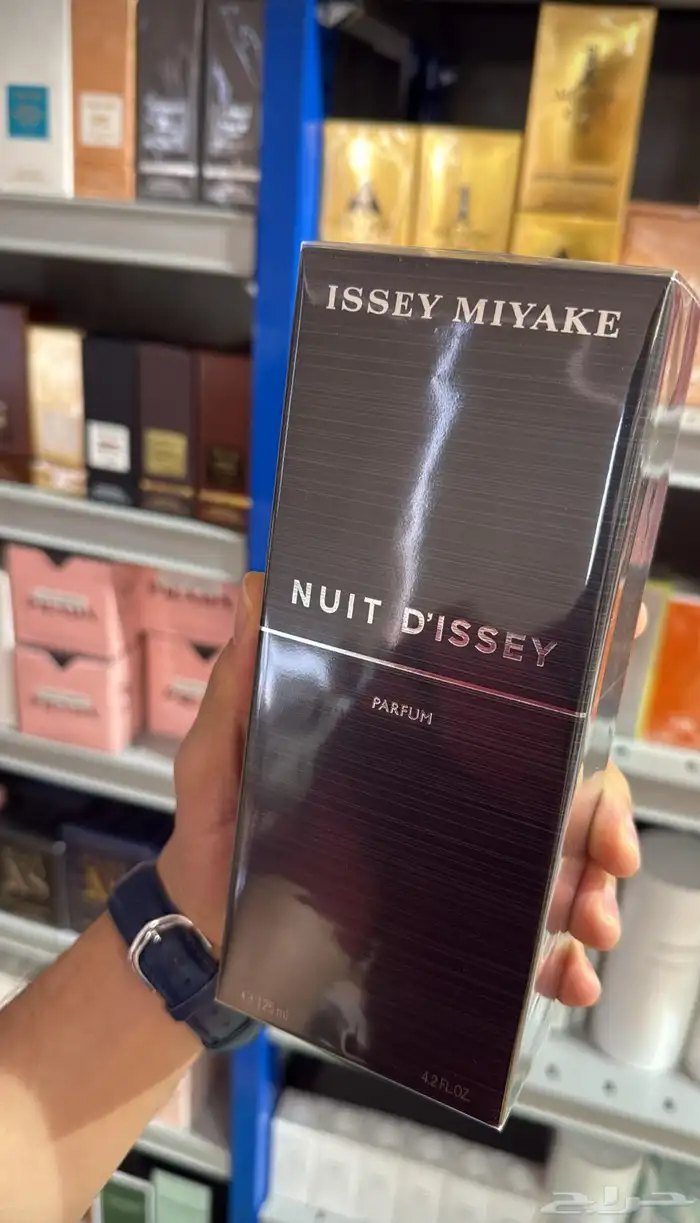 ISSEY MIYAKE
NUIT D'ISSEY
PARFUM
125 ml
4.2 FL.OZ.
حراج